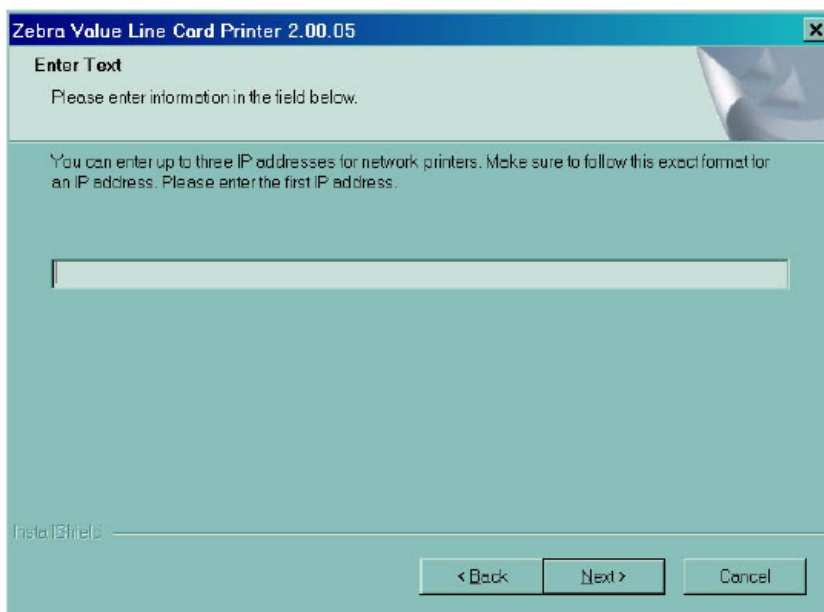 Zebra Value Line Card Printer 2.00.05
Enter Text
Please enter information in the field below.
You can enter up to three IP addresses for network printers. Make sure to follow this exact format for
an IP address. Please enter the first IP address.
InstallShield
< Back
Next >
Cancel